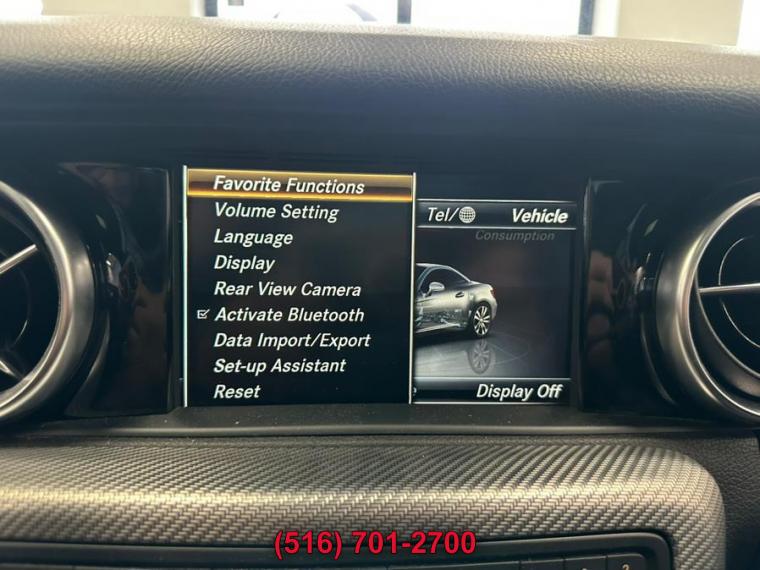 Favorite Functions
Volume Setting
Language
Display
Rear View Camera
Activate Bluetooth
Data Import/Export
Set-up Assistant
Reset
Tel/
Vehicle
Consumption
Display Off
(516) 701-2700